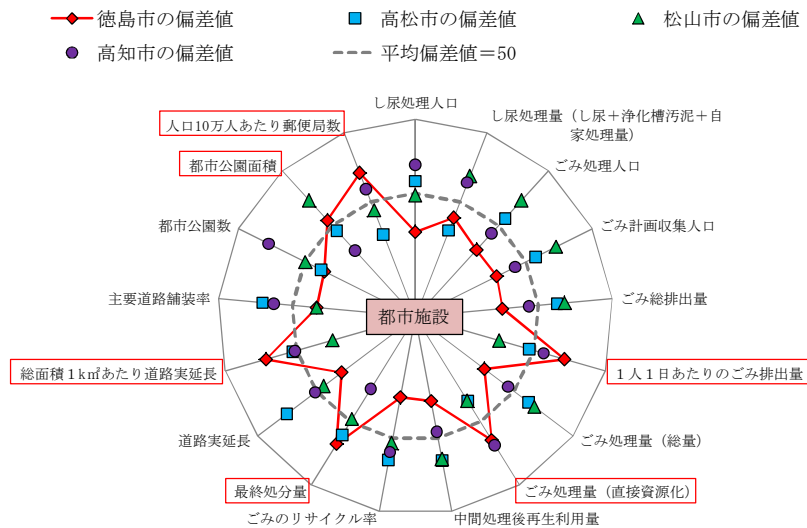 徳島市の偏差値
高松市の偏差値
松山市の偏差値
高知市の偏差値
平均偏差値＝50
し尿処理人口
し尿処理量（し尿＋浄化槽汚泥＋自
家処理量）
ごみ処理人口
ごみ計画収集人口
ごみ総排出量
１人１日あたりのごみ排出量
ごみ処理量（総量）
ごみ処理量（直接資源化）
中間処理後再生利用量
ごみのリサイクル率
最終処分量
道路実延長
総面積１㎢あたり道路実延長
主要道路舗装率
都市公園数
都市公園面積
人口10万人あたり郵便局数
都市施設